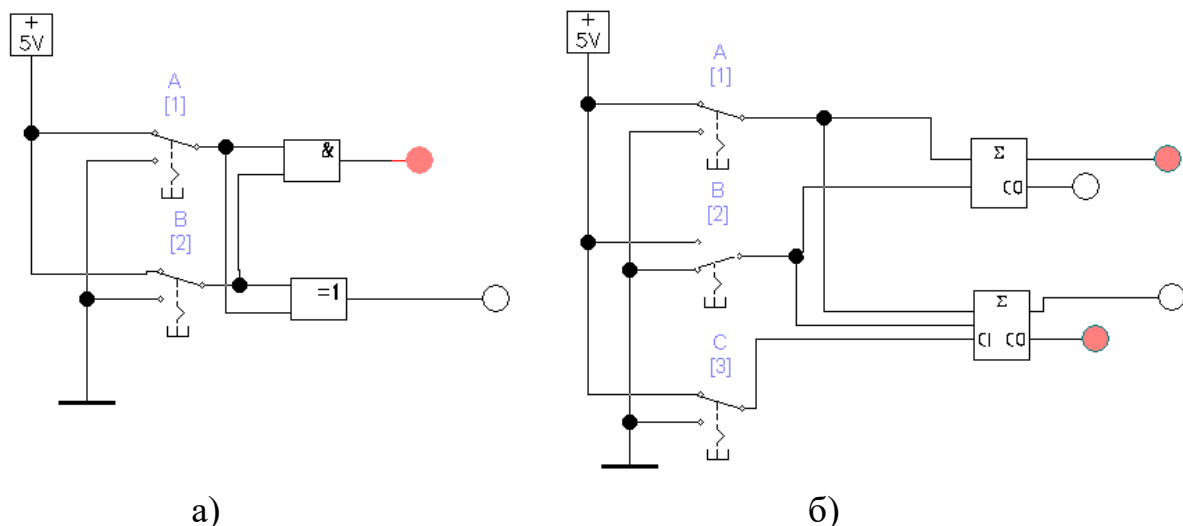 +
5V
A
[1]
&
B
[2]
=1
а)
+
5V
A
[1]
Σ
CO
B
[2]
Σ
CI CO
C
[3]
б)